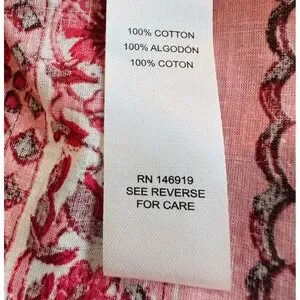 100% COTTON
100% ALGODÓN
100% COTON
RN 146919
SEE REVERSE
FOR CARE